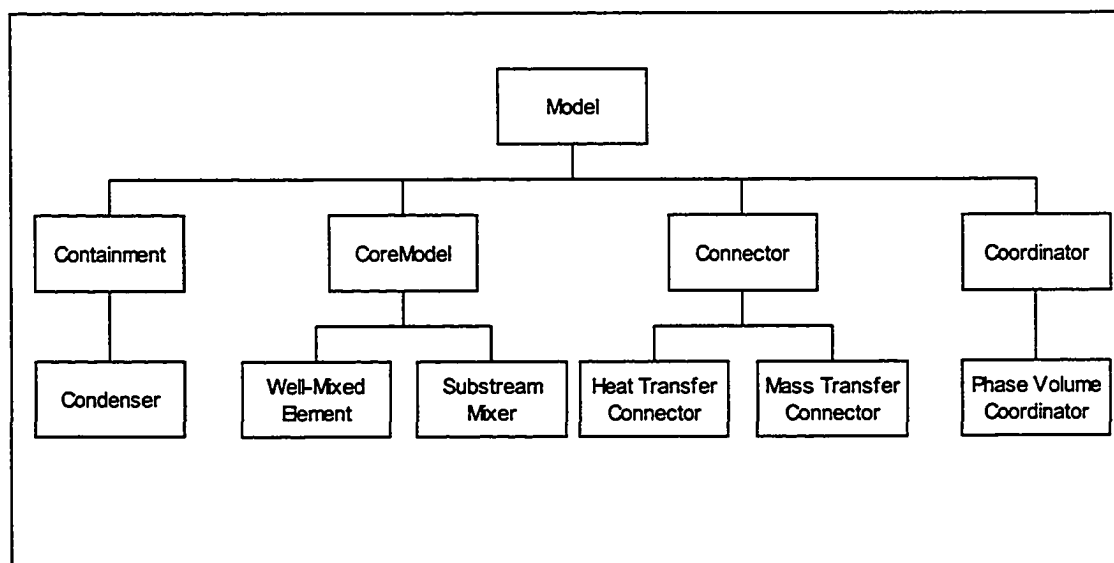 Model
Containment
CoreModel
Connector
Coordinator
Condenser
Well-Mixed
Element
Substream
Mixer
Heat Transfer
Connector
Mass Transfer
Connector
Phase Volume
Coordinator